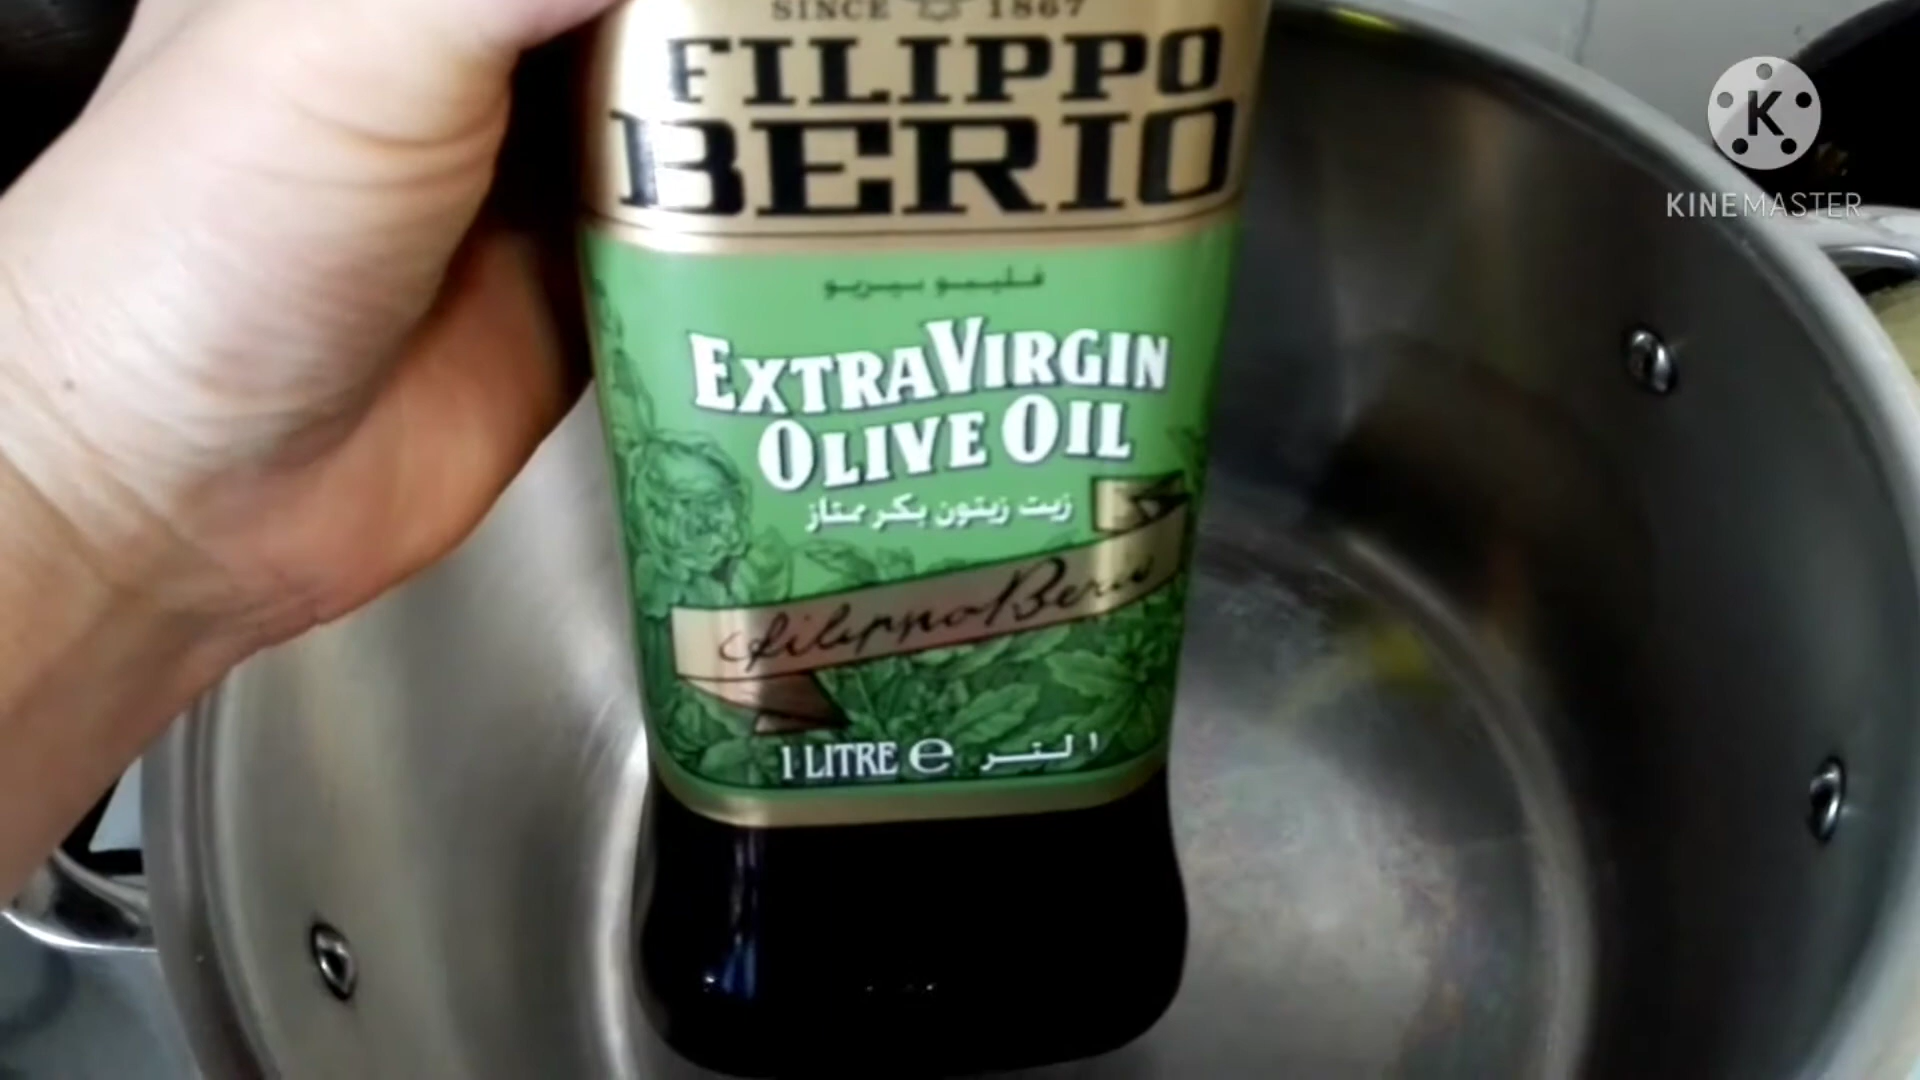 SINCE 1867
FILIPPO
BERIO
فليبو بيريو
EXTRA VIRGIN
OLIVE OIL
زيت زيتون بكر ممتاز
Filippo Berio
1 LITRE e ١ لتر
K
KINEMASTER